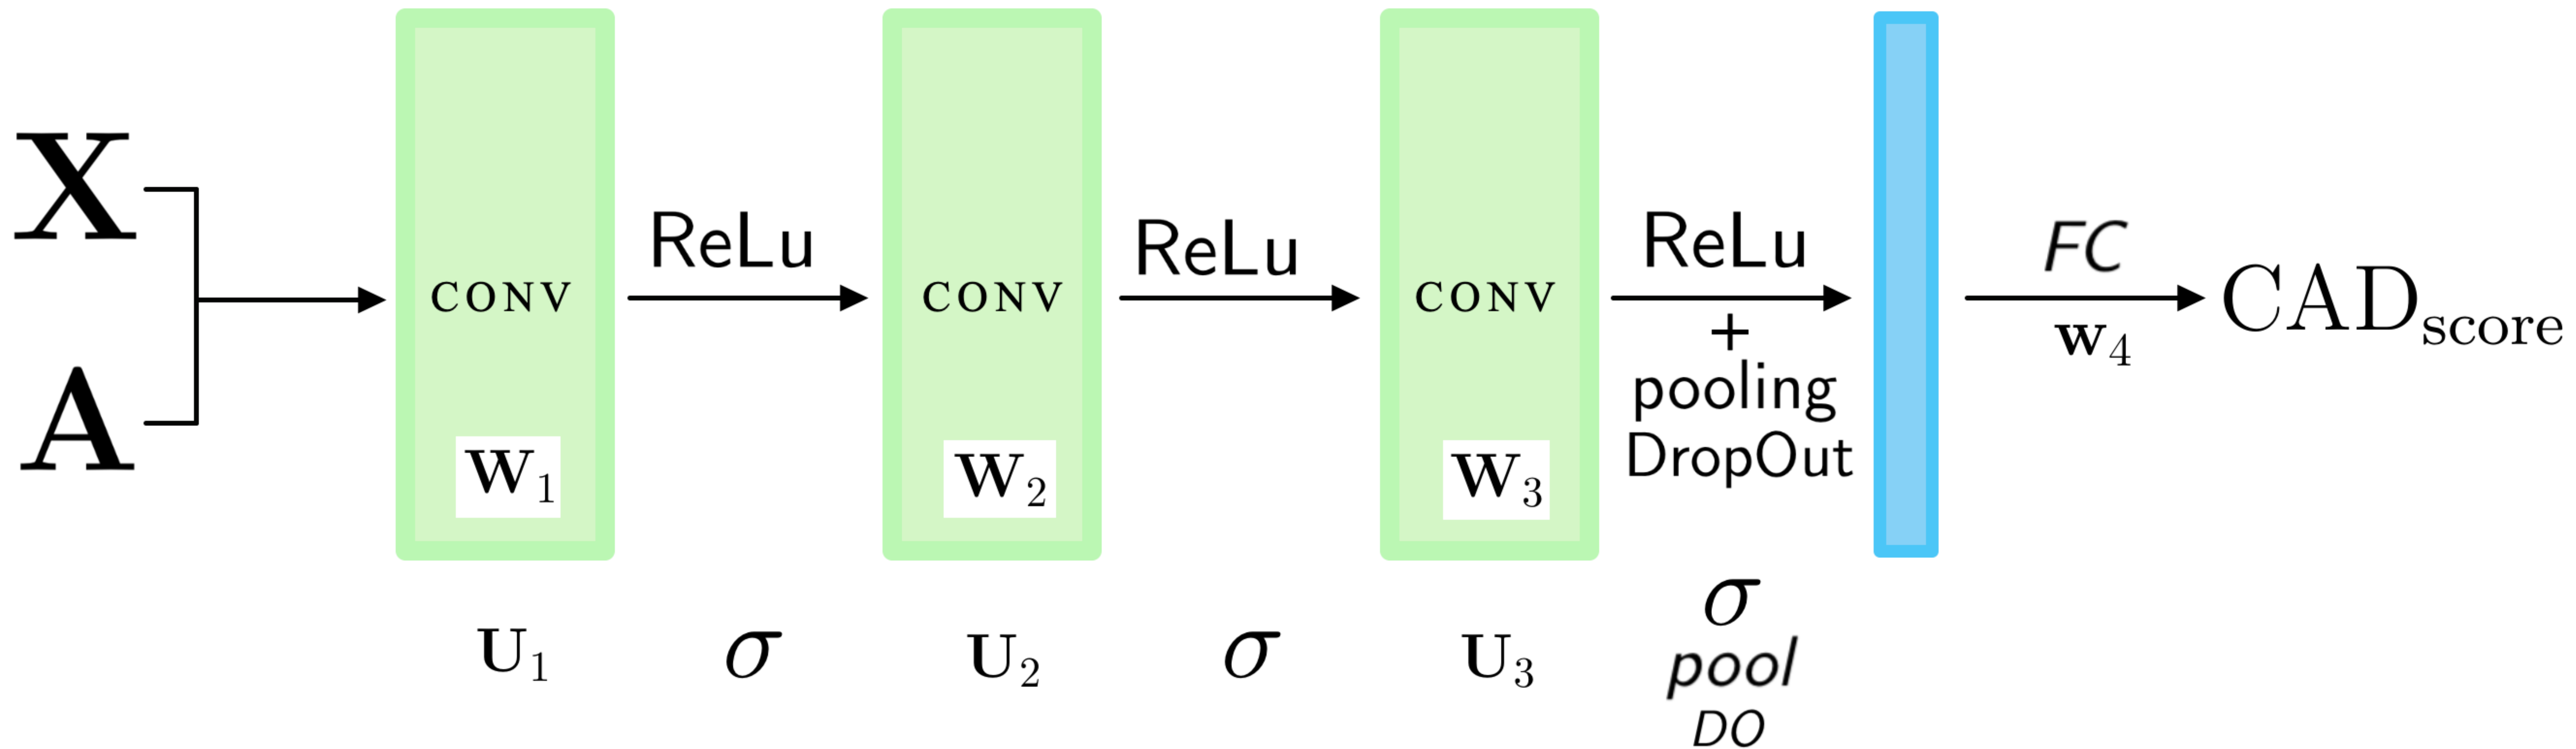 X
A
CONV
W1
U1
ReLu
σ
CONV
W2
U2
ReLu
σ
CONV
W3
U3
ReLu
+
pooling
DropOut
σ
pool
DO
FC
w4
CADscore